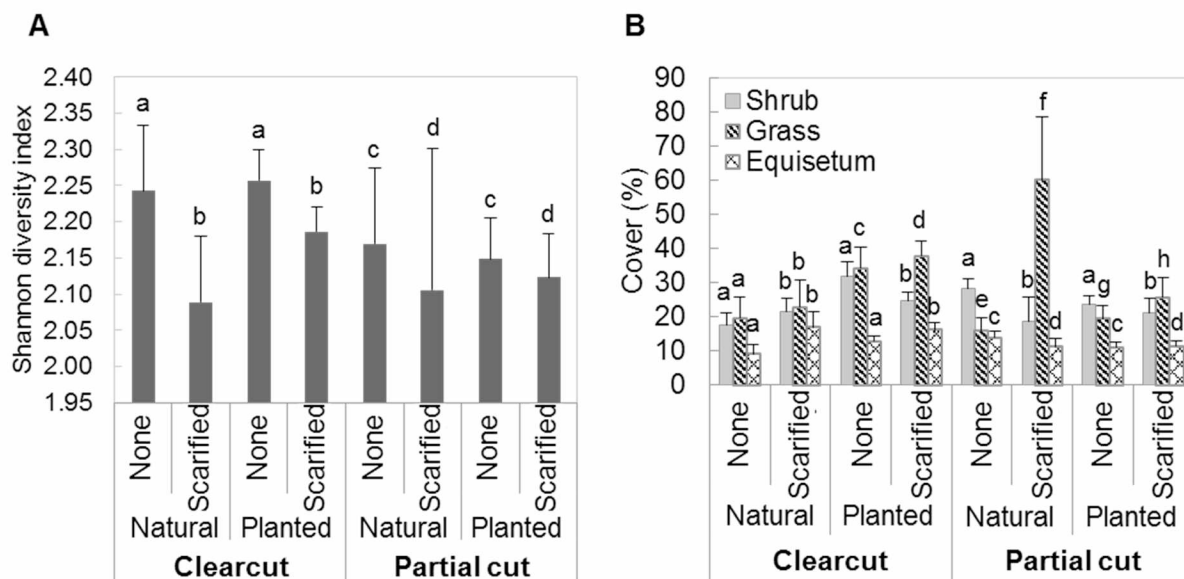 A
Shannon diversity index
2.40
2.35
2.30
2.25
2.20
2.15
2.10
2.05
2.00
1.95
a
b
a
b
c
d
c
d
None
Scarified
None
Scarified
None
Scarified
None
Scarified
Natural
Planted
Natural
Planted
Clearcut
Partial cut
B
Cover (%)
90
80
70
60
50
40
30
20
10
0
Shrub
Grass
Equisetum
a
a
a
b
b
b
a
c
a
b
d
b
a
e
c
b
f
d
a
g
c
b
h
d
None
Scarified
None
Scarified
None
Scarified
None
Scarified
Natural
Planted
Natural
Planted
Clearcut
Partial cut